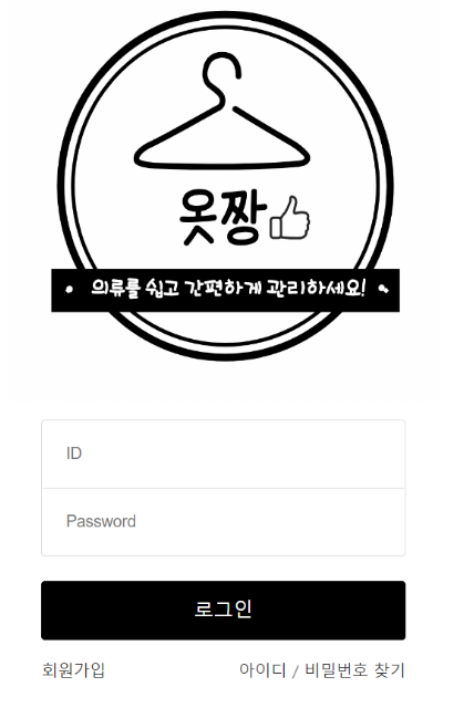 옷짱
의류를 쉽고 간편하게 관리하세요!
ID
Password
로그인
회원가입 아이디 / 비밀번호 찾기